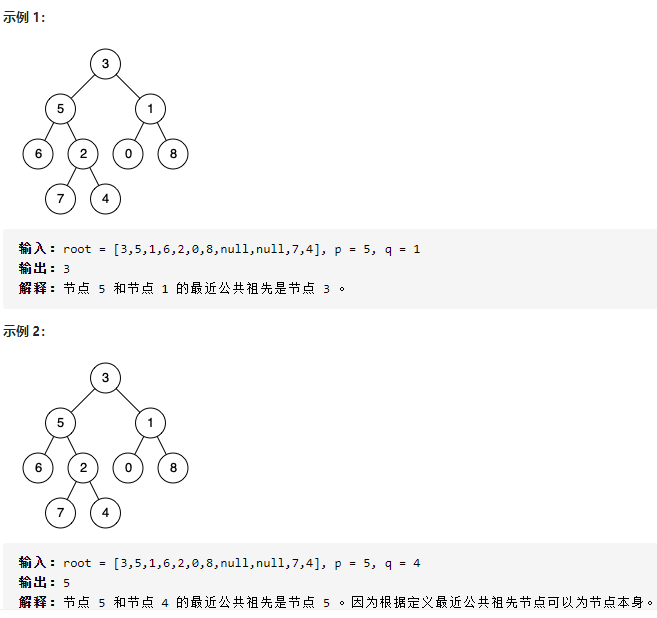 示例 1：
3
5 1
6 2 0 8
7 4
输入：root = [3,5,1,6,2,0,8,null,null,7,4], p = 5, q = 1
输出：3
解释：节点 5 和节点 1 的最近公共祖先是节点 3 。
示例 2：
3
5 1
6 2 0 8
7 4
输入：root = [3,5,1,6,2,0,8,null,null,7,4], p = 5, q = 4
输出：5
解释：节点 5 和节点 4 的最近公共祖先是节点 5 。因为根据定义最近公共祖先节点可以为节点本身。